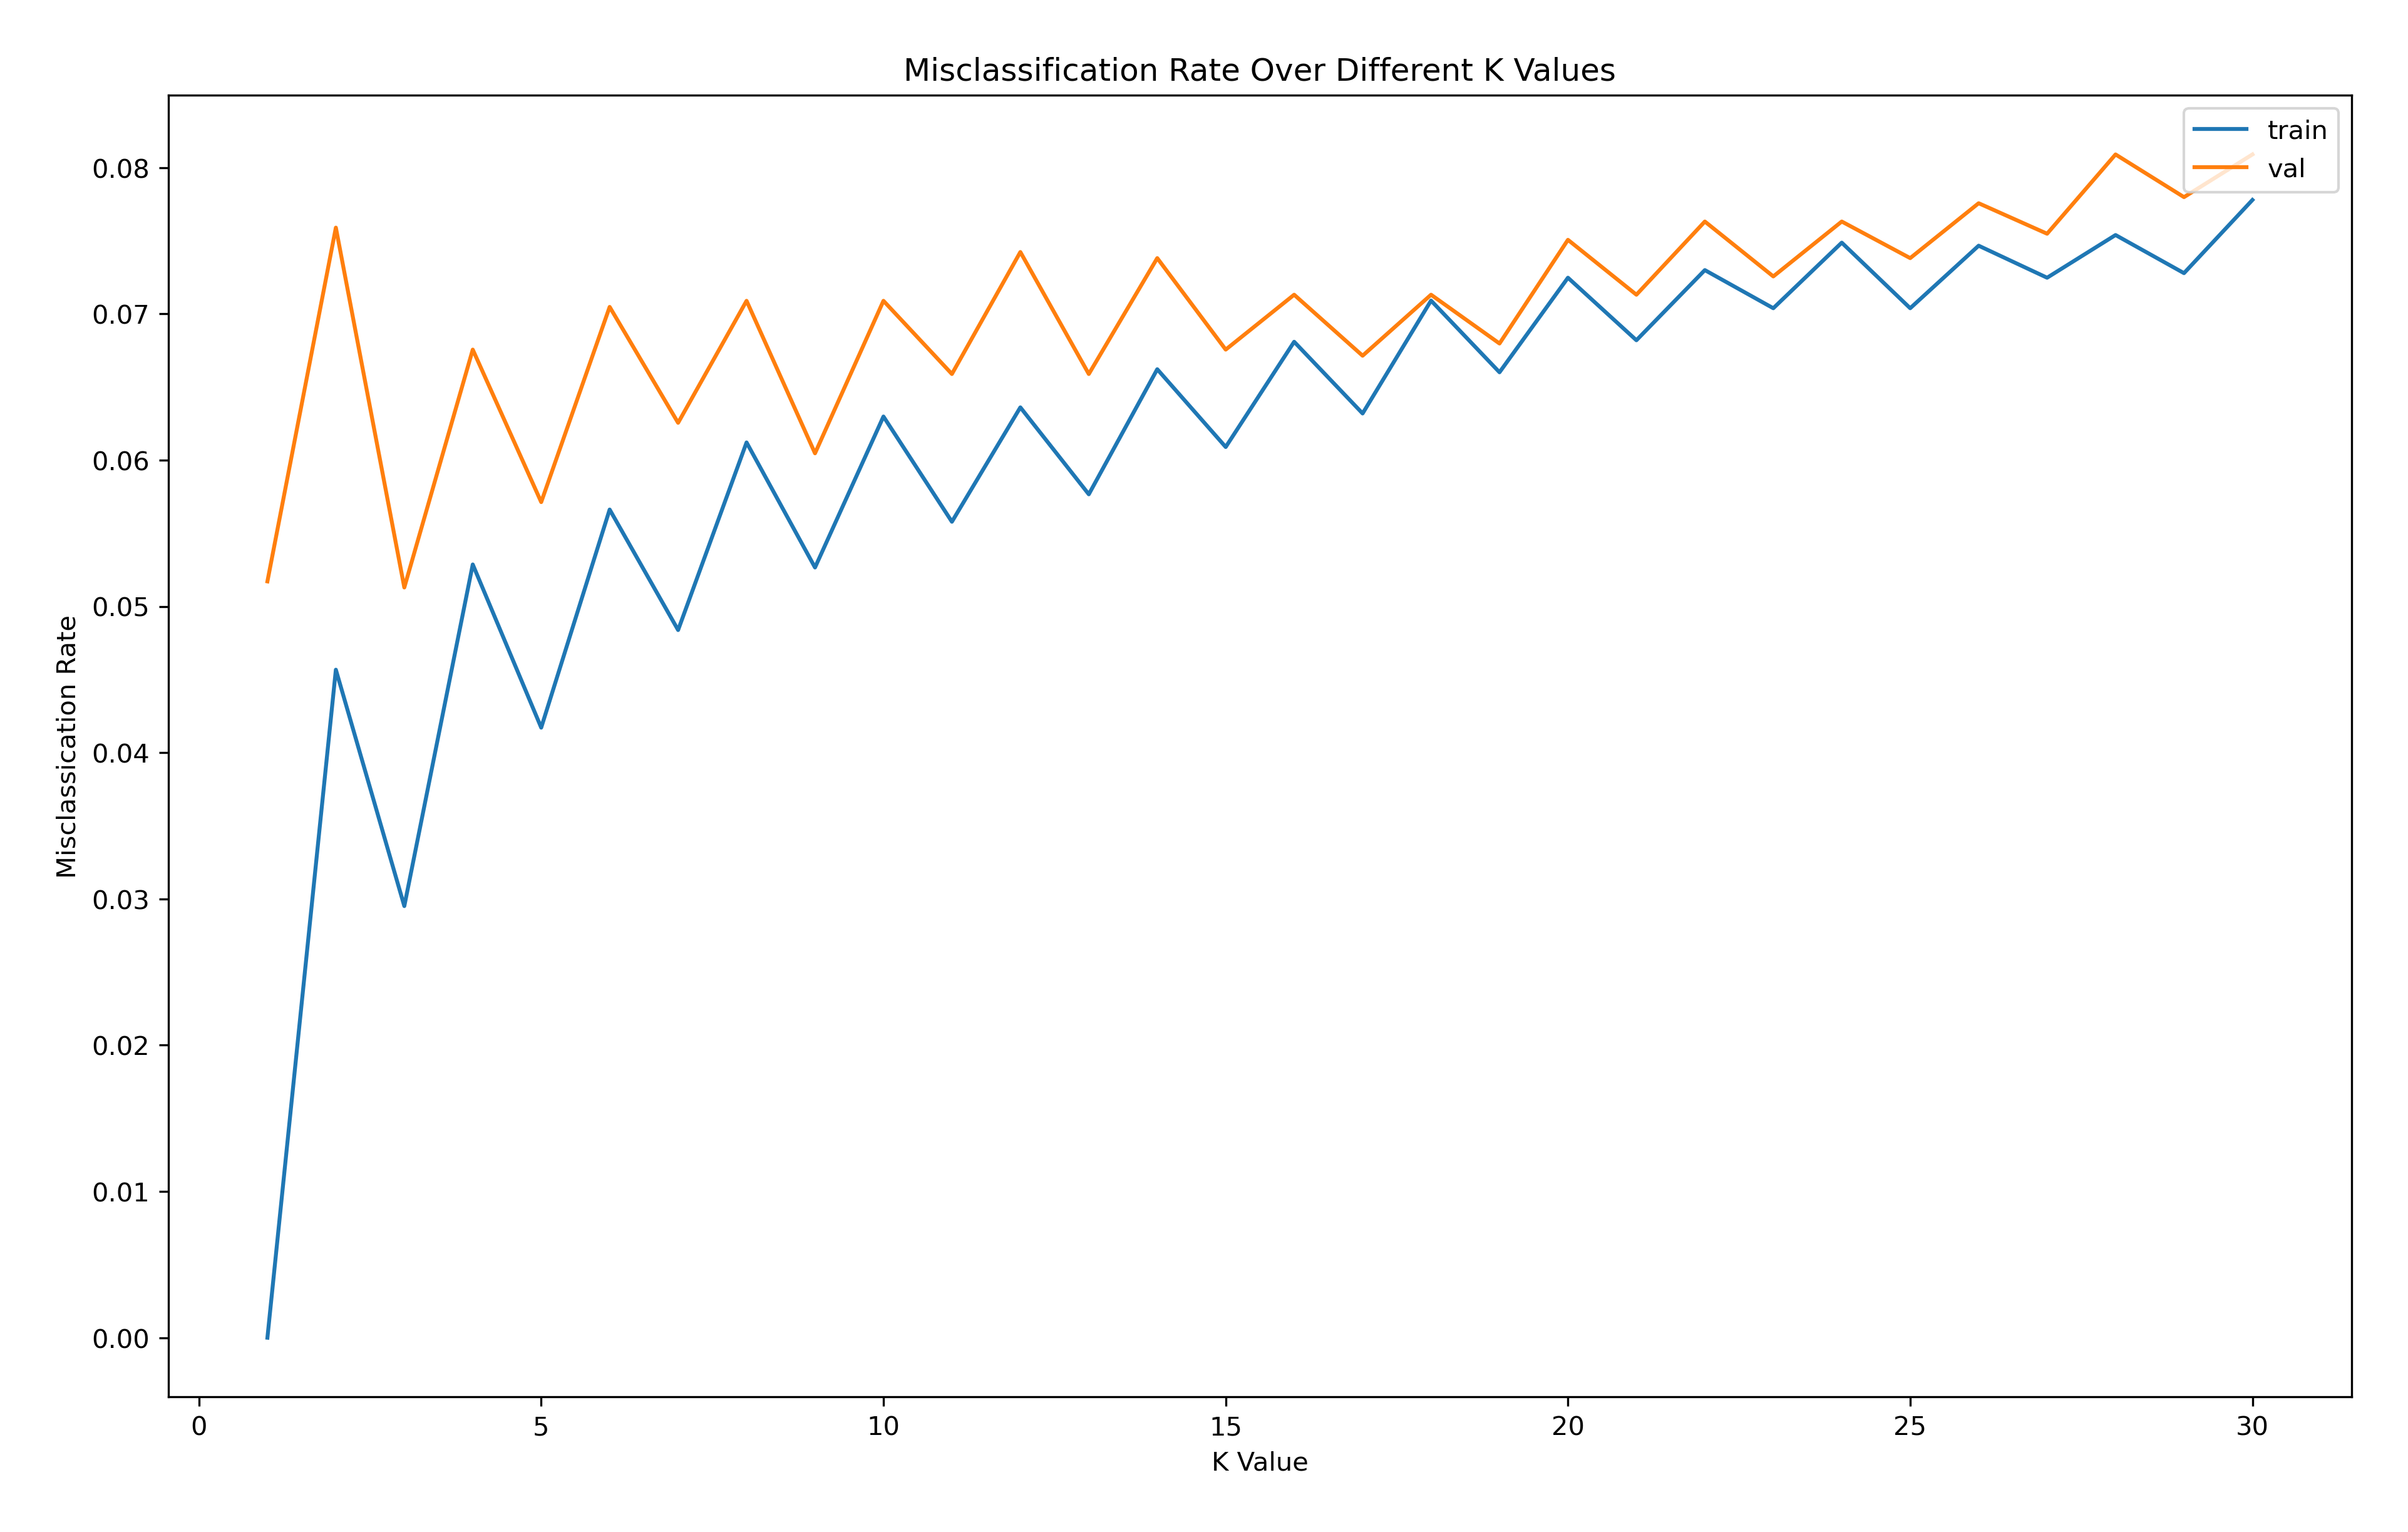 Misclassification Rate Over Different K Values
train
val
0.08
0.07
0.06
0.05
0.04
0.03
0.02
0.01
0.00
Misclassication Rate
0 5 10 15 20 25 30
K Value